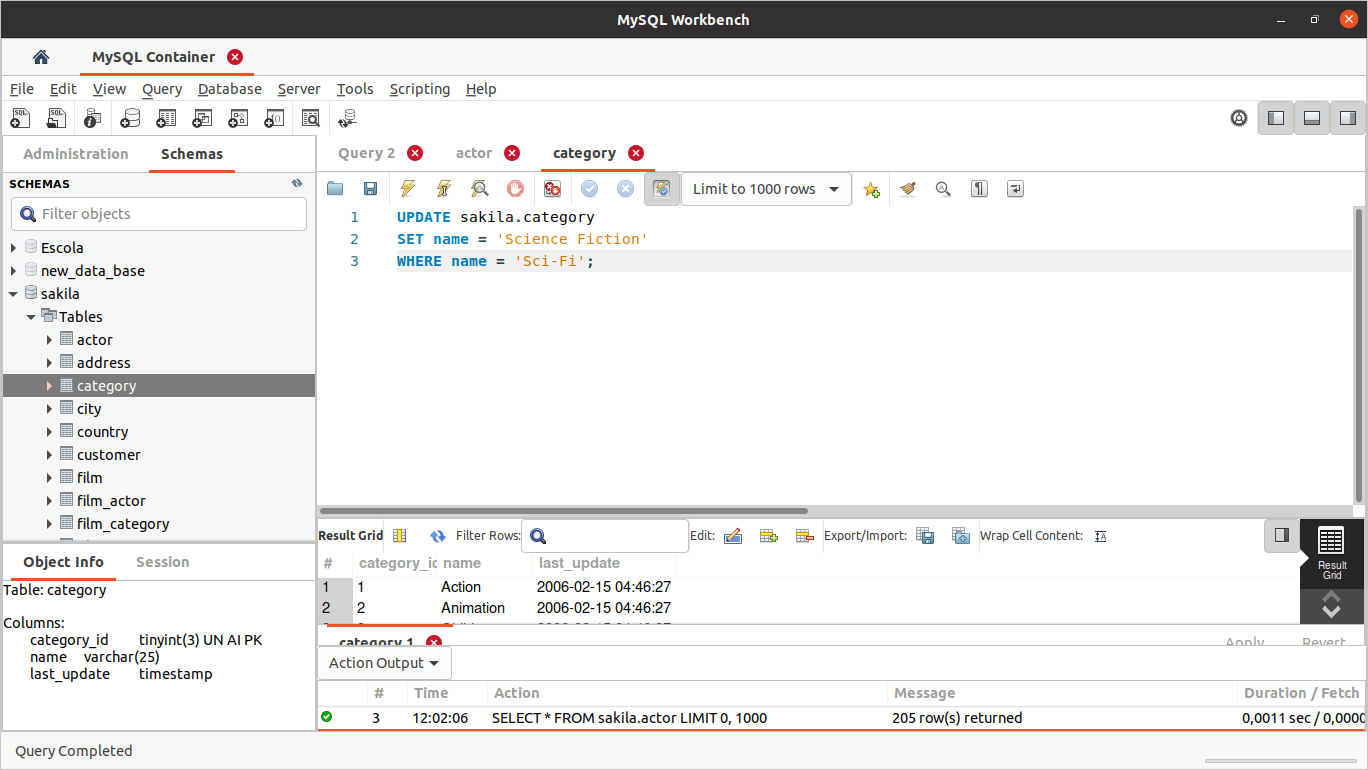 MySQL Workbench
MySQL Container
File Edit View Query Database Server Tools Scripting Help
Administration Schemas
SCHEMAS
Filter objects
Escola
new_data_base
sakila
Tables
actor
address
category
city
country
customer
film
film_actor
film_category
Object Info Session
Table: category
Columns:
category_id tinyint(3) UN AI PK
name varchar(25)
last_update timestamp
Query 2 actor category
Limit to 1000 rows
1 UPDATE sakila.category
2 SET name = 'Science Fiction'
3 WHERE name = 'Sci-Fi';
Result Grid Filter Rows: Edit: Export/Import: Wrap Cell Content:
# category_id name last_update
1 1 Action 2006-02-15 04:46:27
2 2 Animation 2006-02-15 04:46:27
Result
Grid
category 1 Apply Revert
Action Output
# Time Action Message Duration / Fetch
3 12:02:06 SELECT * FROM sakila.actor LIMIT 0, 1000 205 row(s) returned 0,0011 sec / 0,0000
Query Completed